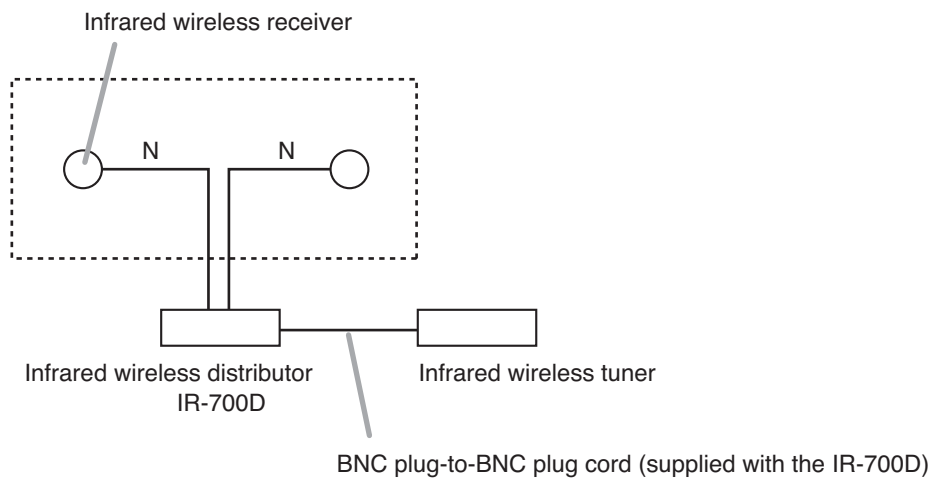 Infrared wireless receiver
N
N
Infrared wireless distributor
IR-700D
Infrared wireless tuner
BNC plug-to-BNC plug cord (supplied with the IR-700D)